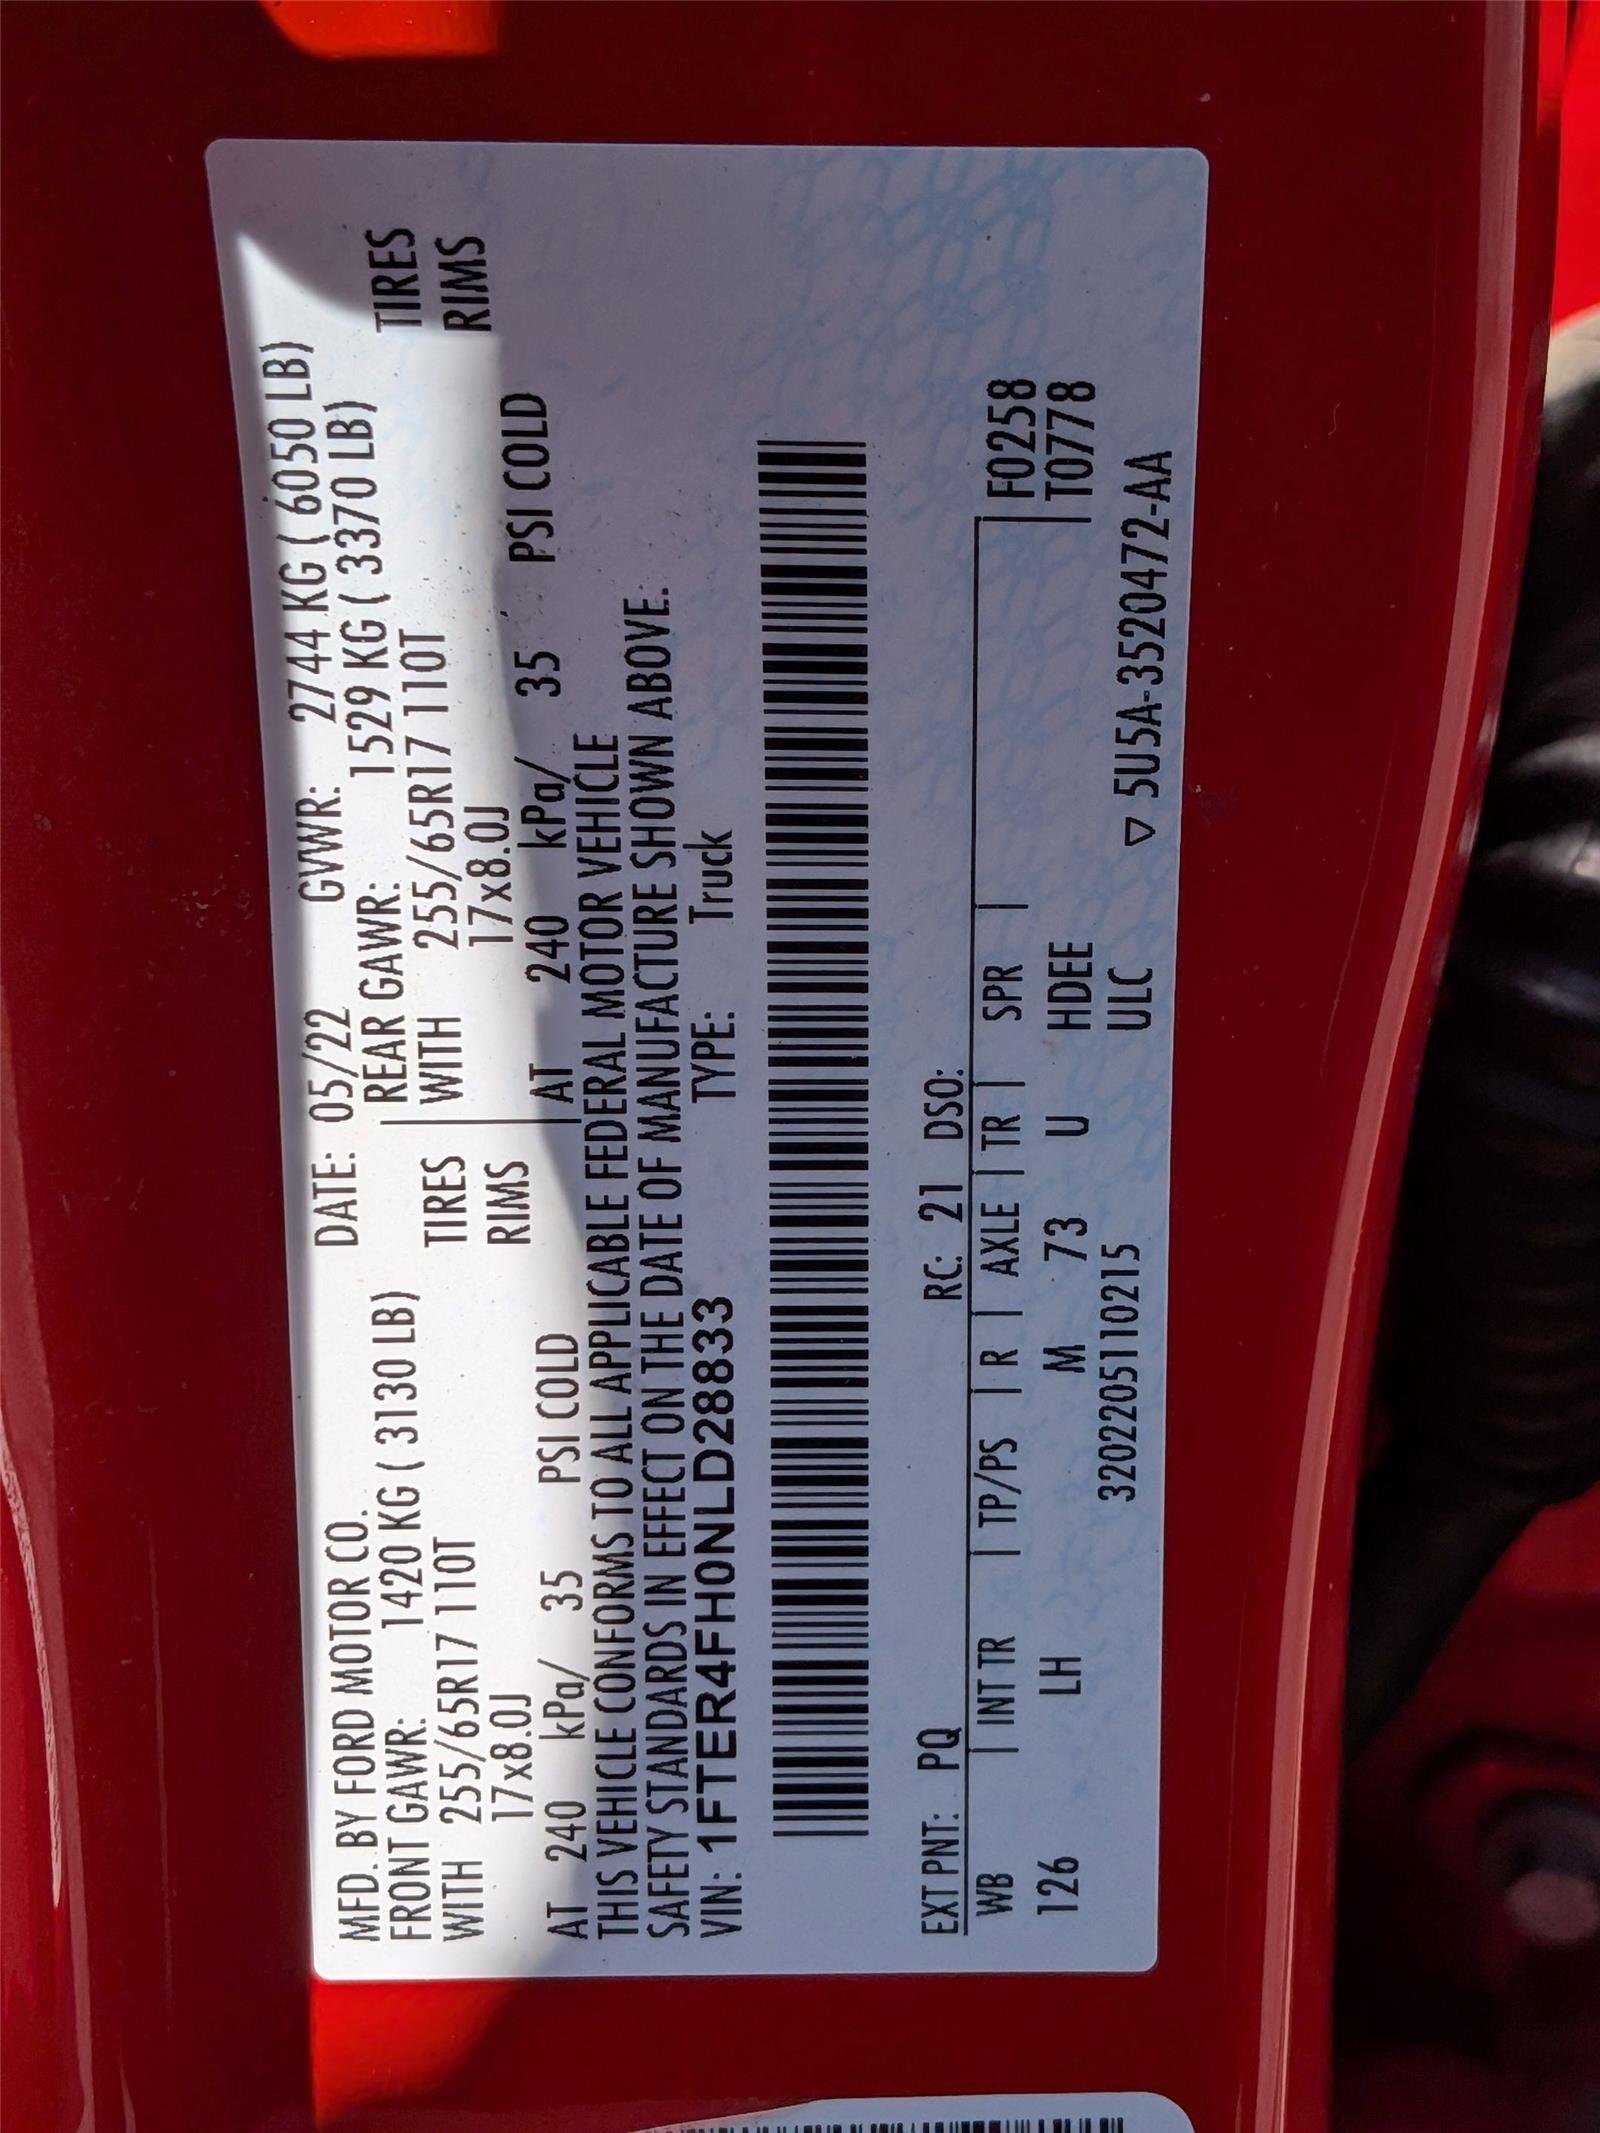 MFD. BY FORD MOTOR CO. DATE: 05/22 GVWR: 2744 KG ( 6050 LB)
FRONT GAWR: 1420 KG ( 3130 LB) REAR GAWR: 1529 KG ( 3370 LB)
WITH 255/65R17 110T TIRES WITH 255/65R17 110T TIRES
17x8.0J RIMS 17x8.0J RIMS
AT 240 kPa/ 35 PSI COLD AT 240 kPa/ 35 PSI COLD
THIS VEHICLE CONFORMS TO ALL APPLICABLE FEDERAL MOTOR VEHICLE
SAFETY STANDARDS IN EFFECT ON THE DATE OF MANUFACTURE SHOWN ABOVE.
VIN: 1FTER4FH0NLD28833 TYPE: Truck
EXT PNT: PQ RC: 21 DSO:
WB INT TR TP/PS R AXLE TR SPR F0258
126 LH M 73 U HDEE T0778
3202205110215 ULC ▽ 5U5A-3520472-AA